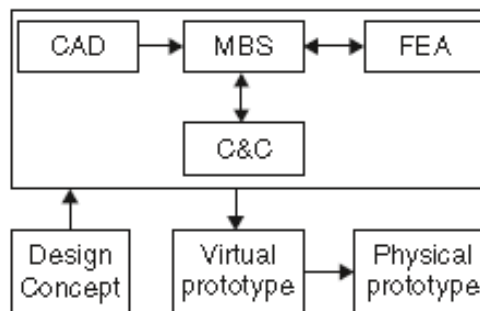 CAD
MBS
FEA
C&C
Design
Concept
Virtual
prototype
Physical
prototype